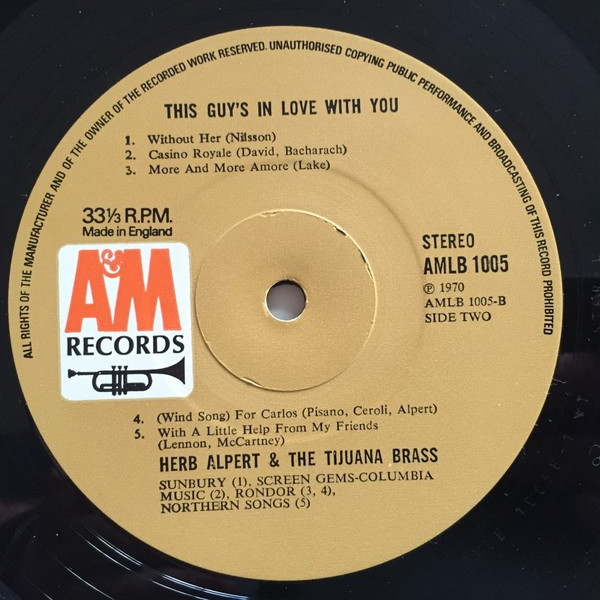 ALL RIGHTS OF THE MANUFACTURER AND OF THE OWNER OF THE RECORDED WORK RESERVED. UNAUTHORISED COPYING PUBLIC PERFORMANCE AND BROADCASTING OF THIS RECORD PROHIBITED
THIS GUY'S IN LOVE WITH YOU
1. Without Her (Nilsson)
2. Casino Royale (David, Bacharach)
3. More And More Amore (Lake)
33⅓ R.P.M.
Made in England
A&M
RECORDS
STEREO
AMLB 1005
℗ 1970
AMLB 1005-B
SIDE TWO
4. (Wind Song) For Carlos (Pisano, Ceroli, Alpert)
5. With A Little Help From My Friends
(Lennon, McCartney)
HERB ALPERT & THE TIJUANA BRASS
SUNBURY (1), SCREEN GEMS-COLUMBIA
MUSIC (2), RONDOR (3, 4),
NORTHERN SONGS (5)